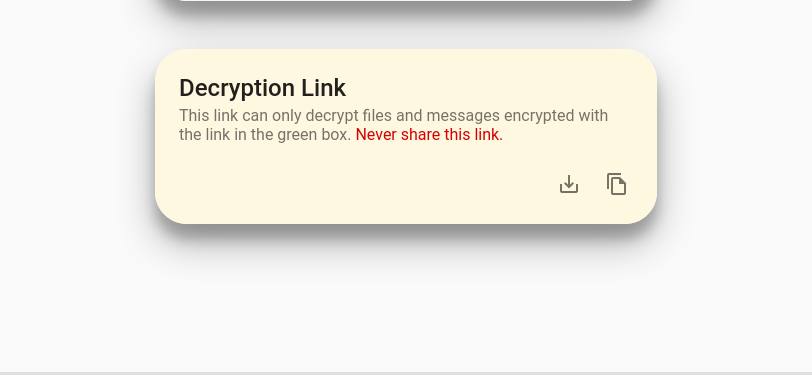 Decryption Link
This link can only decrypt files and messages encrypted with
the link in the green box. Never share this link.